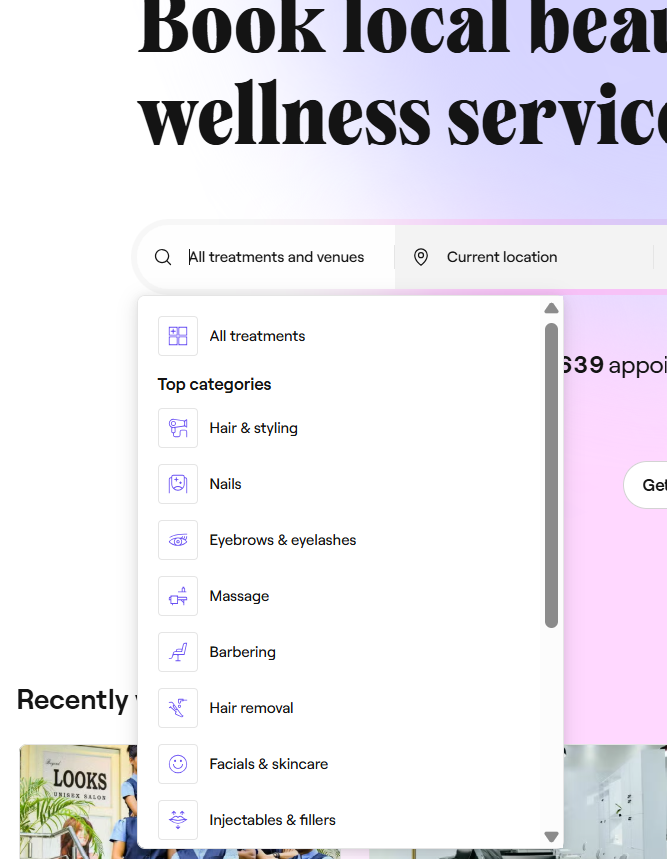 Book local beau
wellness service
All treatments and venues
Current location
All treatments
639 appoi
Top categories
Hair & styling
Nails
Get
Eyebrows & eyelashes
Massage
Barbering
Recently
Hair removal
Facials & skincare
LOOKS
UNISEX SALON
Injectables & fillers